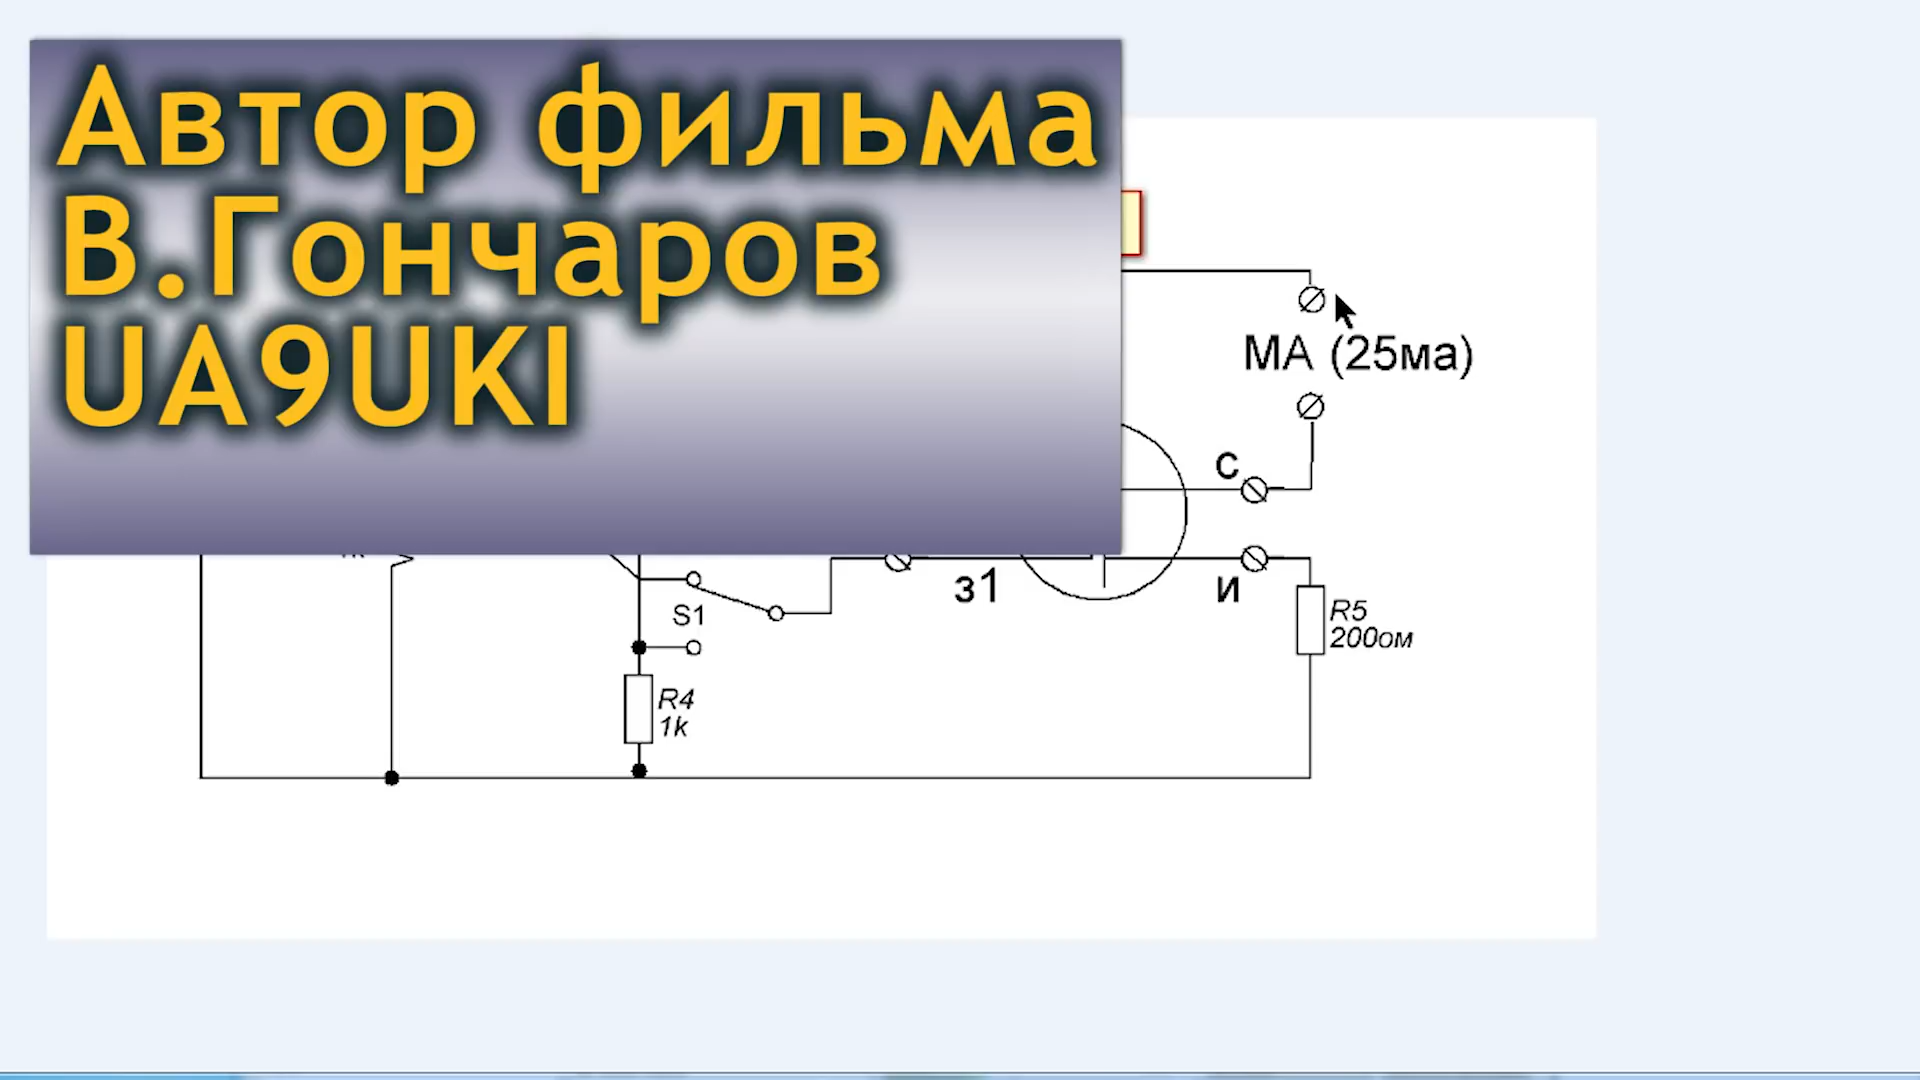 Автор фильма
В.Гончаров
UA9UKI
МА (25ма)
С
з1
И
S1
R5
200ом
R4
1k